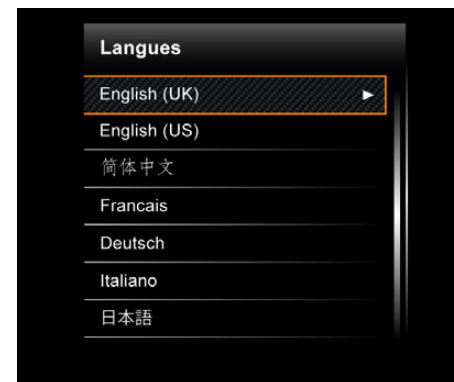 Langues
English (UK)
English (US)
简体中文
Francais
Deutsch
Italiano
日本語